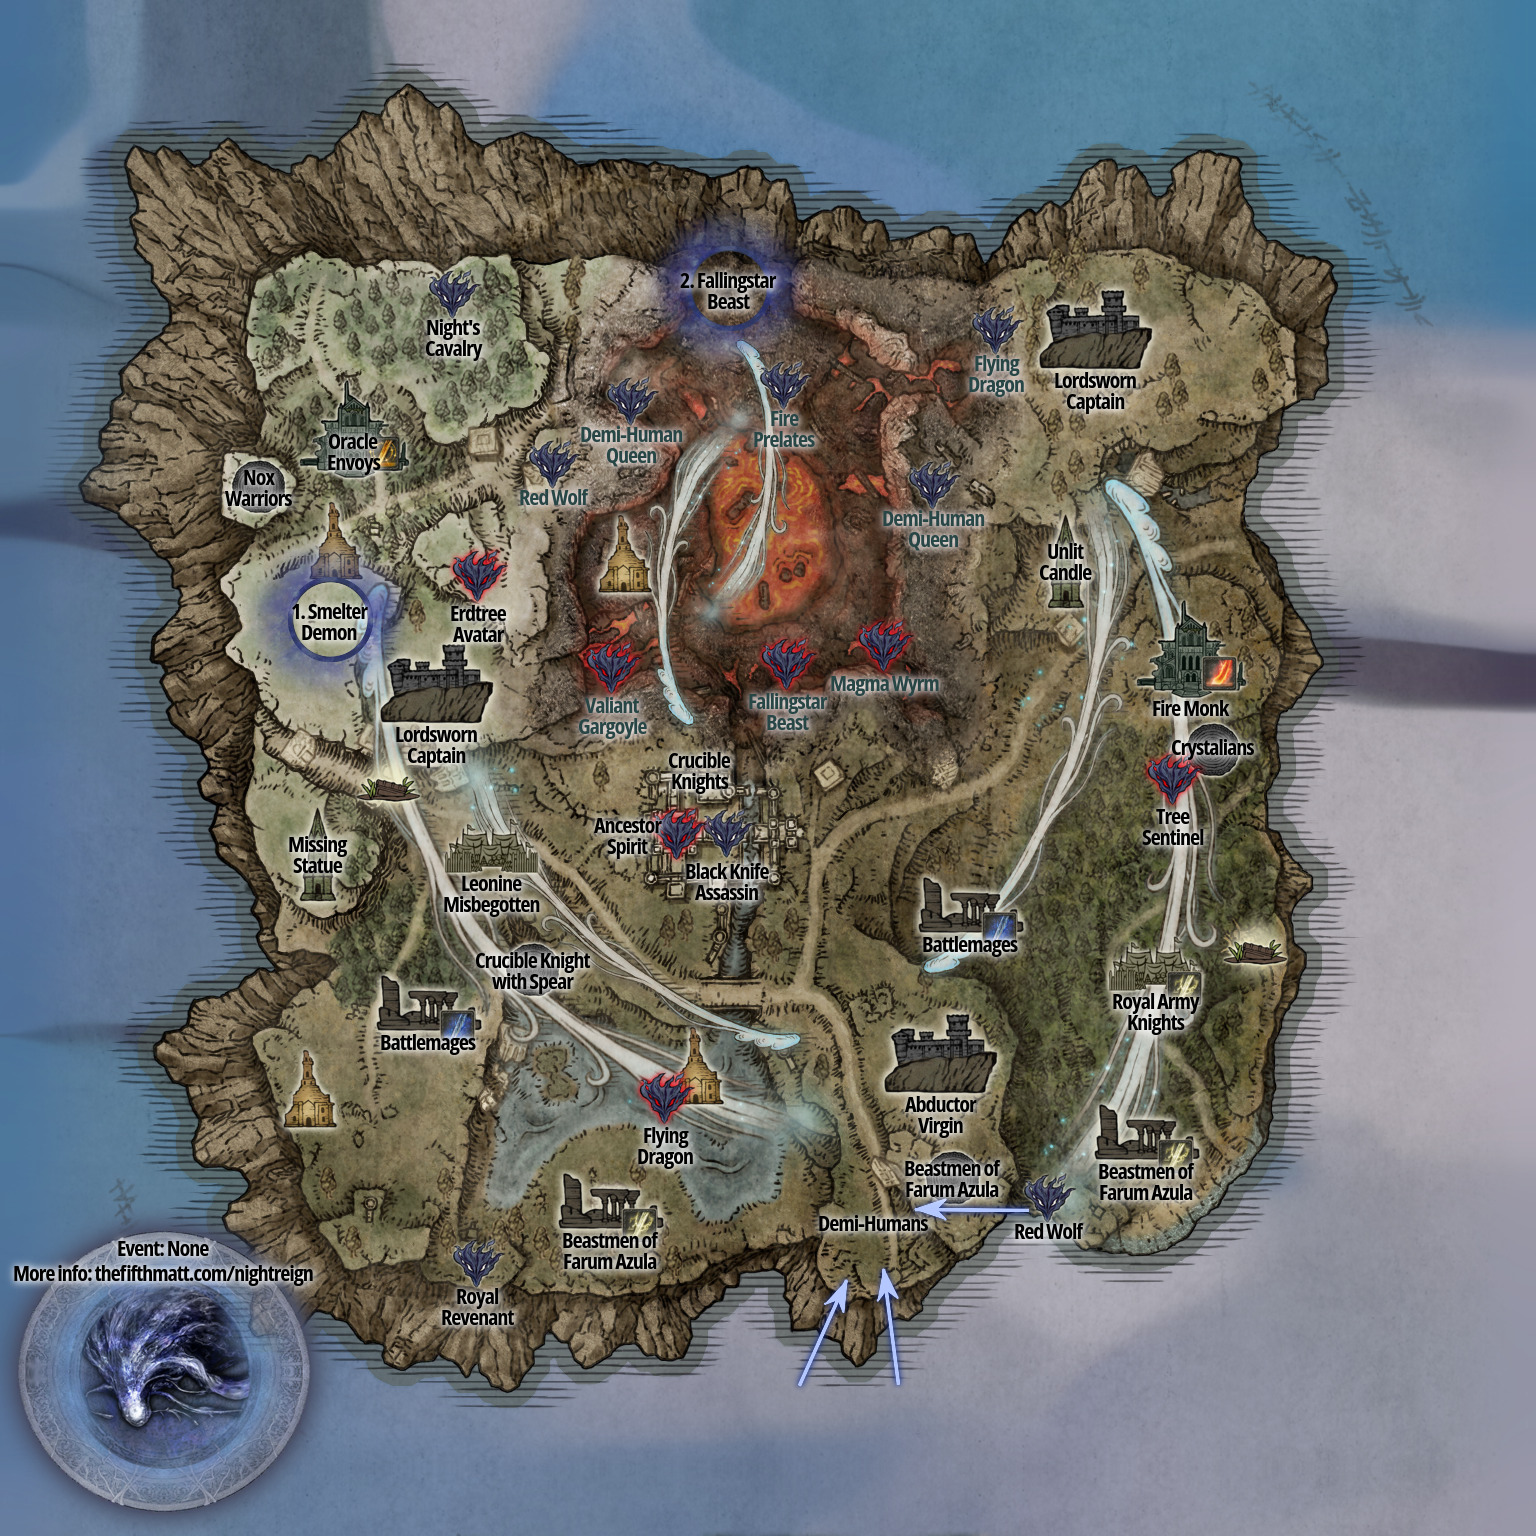 2. Fallingstar
Beast
Night's
Cavalry
Flying
Dragon
Lordsworn
Captain
Fire
Prelates
Demi-Human
Queen
Oracle
Envoys
Nox
Warriors
Red Wolf
Demi-Human
Queen
Unlit
Candle
1. Smelter
Demon
Erdtree
Avatar
Valiant
Gargoyle
Fallingstar
Beast
Magma Wyrm
Fire Monk
Lordsworn
Captain
Crucible
Knights
Crystalians
Ancestor
Spirit
Black Knife
Assassin
Tree
Sentinel
Missing
Statue
Leonine
Misbegotten
Battlemages
Crucible Knight
with Spear
Royal Army
Knights
Battlemages
Abductor
Virgin
Flying
Dragon
Beastmen of
Farum Azula
Beastmen of
Farum Azula
Demi-Humans
Red Wolf
Beastmen of
Farum Azula
Royal
Revenant
Event: None
More info: thefifthmatt.com/nightreign